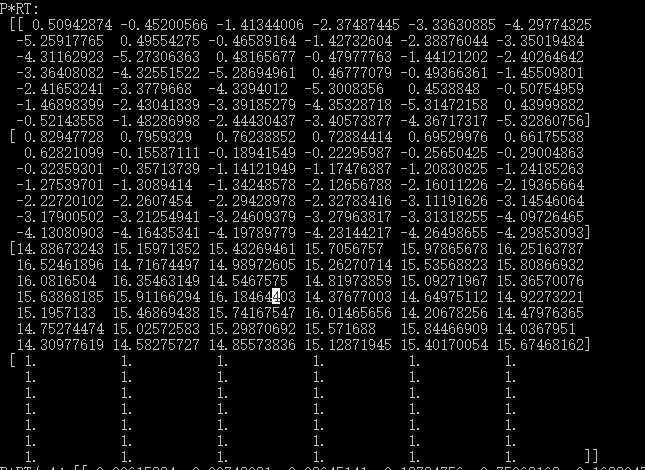 P*RT:
[[ 0.50942874 -0.45200566 -1.41344006 -2.37487445 -3.33630885 -4.29774325
-5.25917765 0.49554275 -0.46589164 -1.42732604 -2.38876044 -3.35019484
-4.31162923 -5.27306363 0.48165677 -0.47977763 -1.44121202 -2.40264642
-3.36408082 -4.32551522 -5.28694961 0.46777079 -0.49366361 -1.45509801
-2.41653241 -3.3779668 -4.3394012 -5.3008356 0.4538848 -0.50754959
-1.46898399 -2.43041839 -3.39185279 -4.35328718 -5.31472158 0.43999882
-0.52143558 -1.48286998 -2.44430437 -3.40573877 -4.36717317 -5.32860756]
[ 0.82947728 0.7959329 0.76238852 0.72884414 0.69529976 0.66175538
0.62821099 -0.15587111 -0.18941549 -0.22295987 -0.25650425 -0.29004863
-0.32359301 -0.35713739 -1.14121949 -1.17476387 -1.20830825 -1.24185263
-1.27539701 -1.3089414 -1.34248578 -2.12656788 -2.16011226 -2.19365664
-2.22720102 -2.2607454 -2.29428978 -2.32783416 -3.11191626 -3.14546064
-3.17900502 -3.21254941 -3.24609379 -3.27963817 -3.31318255 -4.09726465
-4.13080903 -4.16435341 -4.19789779 -4.23144217 -4.26498655 -4.29853093]
[14.88673243 15.15971352 15.43269461 15.7056757 15.97865678 16.25163787
16.52461896 14.71674497 14.98972605 15.26270714 15.53568823 15.80866932
16.0816504 16.35463149 14.5467575 14.81973859 15.09271967 15.36570076
15.63868185 15.91166294 16.18464403 14.37677003 14.64975112 14.92273221
15.1957133 15.46869438 15.74167547 16.01465656 14.20678256 14.47976365
14.75274474 15.02572583 15.29870692 15.571688 15.84466909 14.0367951
14.30977619 14.58275727 14.85573836 15.12871945 15.40170054 15.67468162]
[ 1. 1. 1. 1. 1. 1.
1. 1. 1. 1. 1. 1.
1. 1. 1. 1. 1. 1.
1. 1. 1. 1. 1. 1.
1. 1. 1. 1. 1. 1.
1. 1. 1. 1. 1. 1.
1. 1. 1. 1. 1. 1. ]]